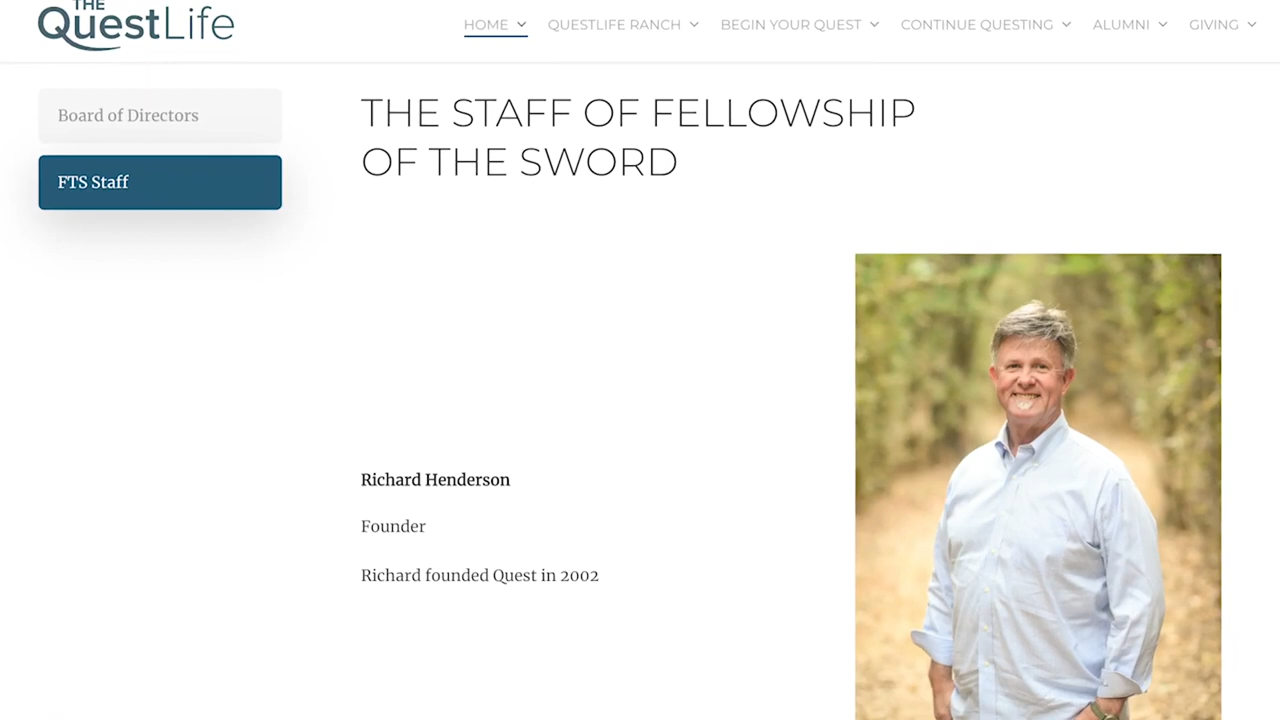 THE
QuestLife
HOME
QUESTLIFE RANCH
BEGIN YOUR QUEST
CONTINUE QUESTING
ALUMNI
GIVING
Board of Directors
FTS Staff
THE STAFF OF FELLOWSHIP
OF THE SWORD
Richard Henderson
Founder
Richard founded Quest in 2002